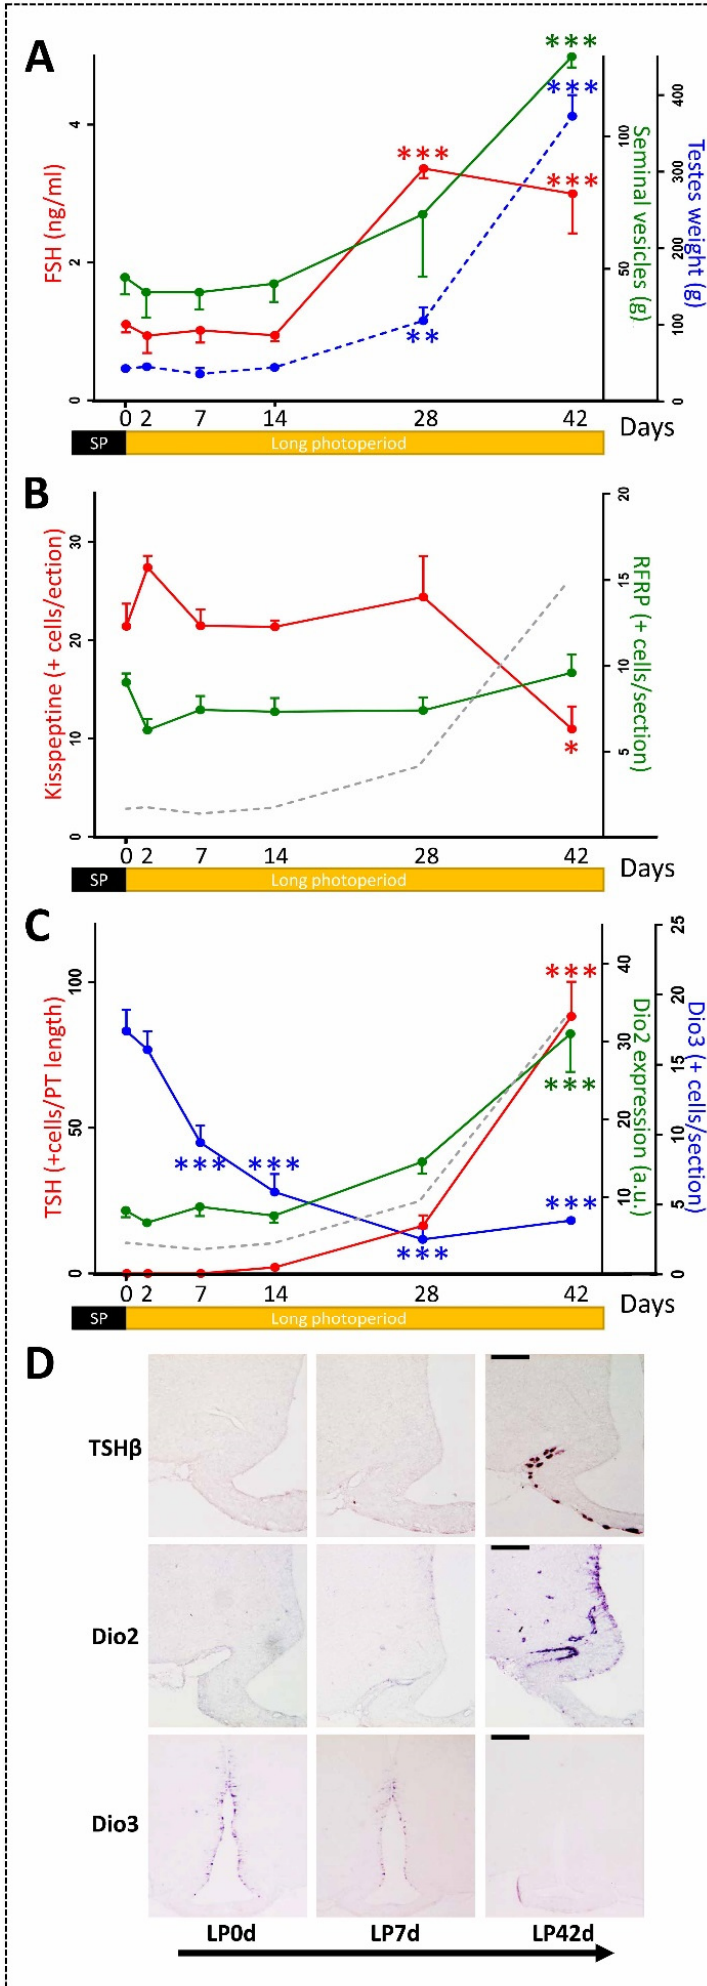 A
FSH (ng/ml)
0
2
4
***
***
***
***
**
Seminal vesicles (g)
50
100
Testes weight (g)
0
100
200
300
400
0 2 7 14 28 42 Days
SP Long photoperiod
B
Kisspeptine (+ cells/ection)
0
10
20
30
*
RFRP (+ cells/section)
5
10
15
20
0 2 7 14 28 42 Days
SP Long photoperiod
C
TSH (+cells/PT length)
0
50
100
*** ***
***
***
***
***
Dio2 expression (a.u.)
10
20
30
40
Dio3 (+ cells/section)
0
5
10
15
20
25
0 2 7 14 28 42 Days
SP Long photoperiod
D
TSHβ
Dio2
Dio3
LP0d LP7d LP42d